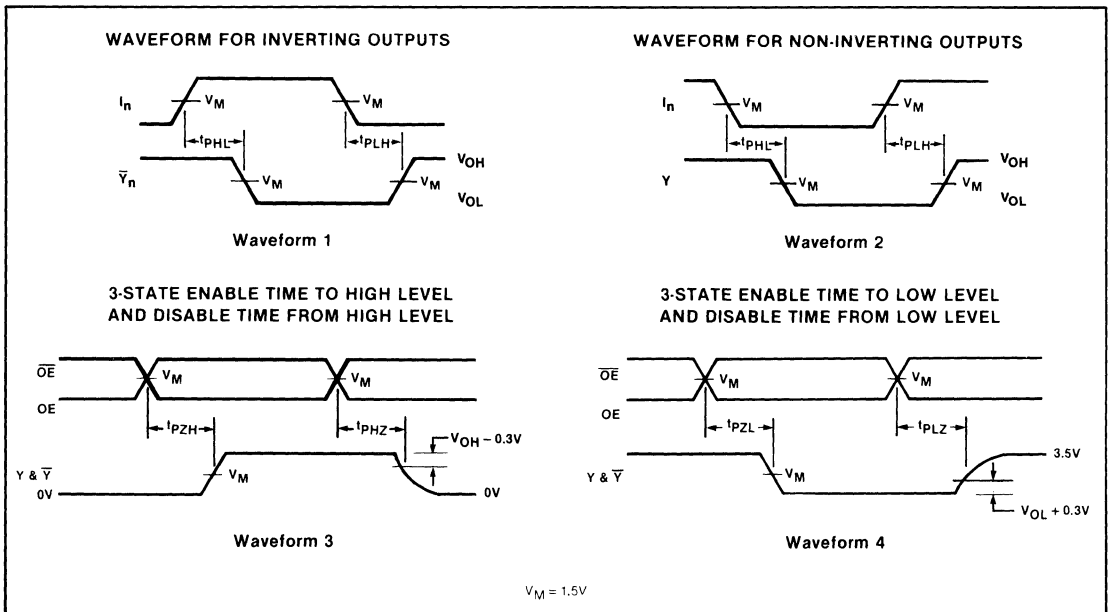 WAVEFORM FOR INVERTING OUTPUTS
In
VM
VM
tPHL
tPLH
Y̅n
VM
VM
VOH
VOL
Waveform 1
WAVEFORM FOR NON-INVERTING OUTPUTS
In
VM
VM
tPHL
tPLH
Y
VM
VM
VOH
VOL
Waveform 2
3-STATE ENABLE TIME TO HIGH LEVEL
AND DISABLE TIME FROM HIGH LEVEL
O̅E̅
VM
VM
OE
tPZH
tPHZ
VOH – 0.3V
Y & Y̅
VM
0V
0V
Waveform 3
3-STATE ENABLE TIME TO LOW LEVEL
AND DISABLE TIME FROM LOW LEVEL
O̅E̅
VM
VM
OE
tPZL
tPLZ
3.5V
Y & Y̅
VM
VOL + 0.3V
Waveform 4
VM = 1.5V